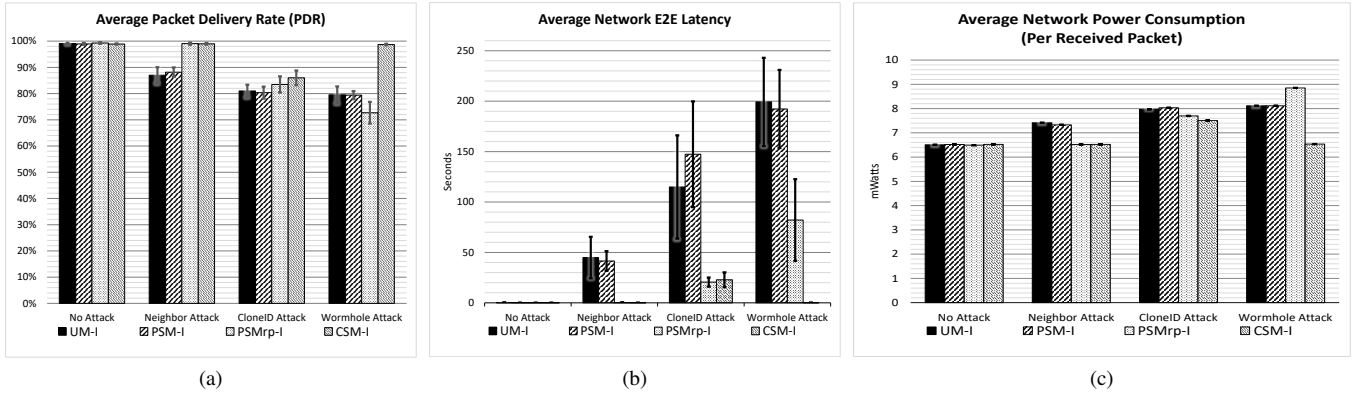 Average Packet Delivery Rate (PDR)
100%
90%
80%
70%
60%
50%
40%
30%
20%
10%
0%
No Attack
Neighbor Attack
CloneID Attack
Wormhole Attack
UM-I
PSM-I
PSMrp-I
CSM-I
(a)
Average Network E2E Latency
Seconds
250
200
150
100
50
0
No Attack
Neighbor Attack
CloneID Attack
Wormhole Attack
UM-I
PSM-I
PSMrp-I
CSM-I
(b)
Average Network Power Consumption
(Per Received Packet)
mWatts
10
9
8
7
6
5
4
3
2
1
0
No Attack
Neighbor Attack
CloneID Attack
Wormhole Attack
UM-I
PSM-I
PSMrp-I
CSM-I
(c)